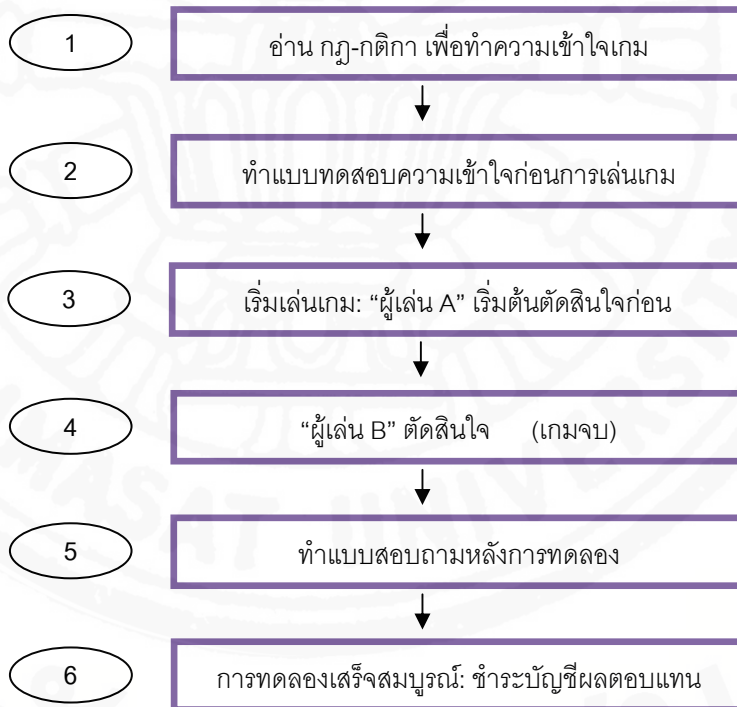 1
อ่าน กฎ-กติกา เพื่อทำความเข้าใจเกม
2
ทำแบบทดสอบความเข้าใจก่อนการเล่นเกม
3
เริ่มเล่นเกม: “ผู้เล่น A” เริ่มต้นตัดสินใจก่อน
4
“ผู้เล่น B” ตัดสินใจ (เกมจบ)
5
ทำแบบสอบถามหลังการทดลอง
6
การทดลองเสร็จสมบูรณ์: ชำระบัญชีผลตอบแทน